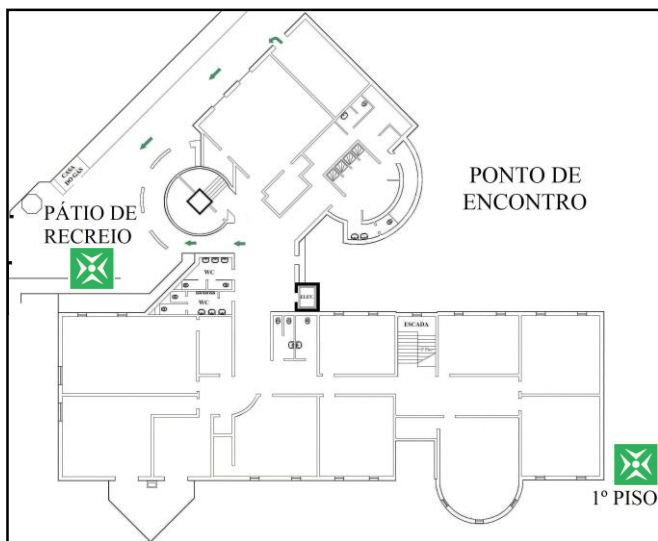 CASA
DO GÁS
PONTO DE
ENCONTRO
PÁTIO DE
RECREIO
WC
WC
ELEV.
ESCADA
1º PISO